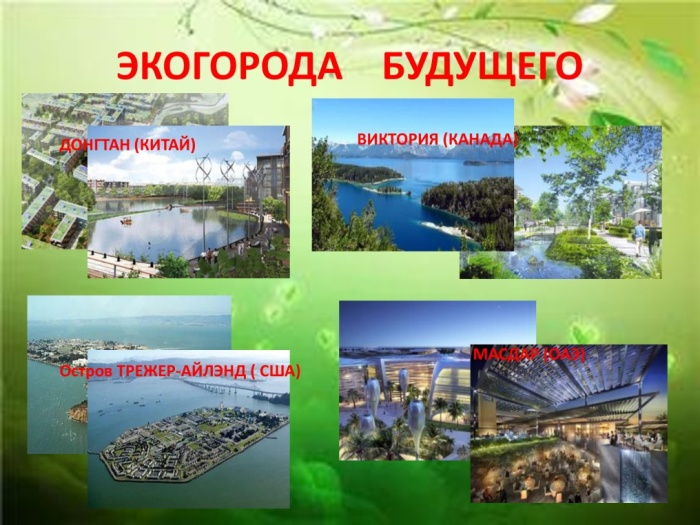 ЭКОГОРОДА БУДУЩЕГО
ДОНГТАН (КИТАЙ)
ВИКТОРИЯ (КАНАДА)
Остров ТРЕЖЕР-АЙЛЭНД ( США)
МАСДАР (ОАЭ)